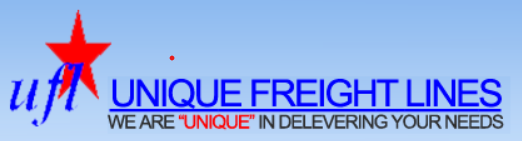 ufl
UNIQUE FREIGHT LINES
WE ARE "UNIQUE" IN DELEVERING YOUR NEEDS